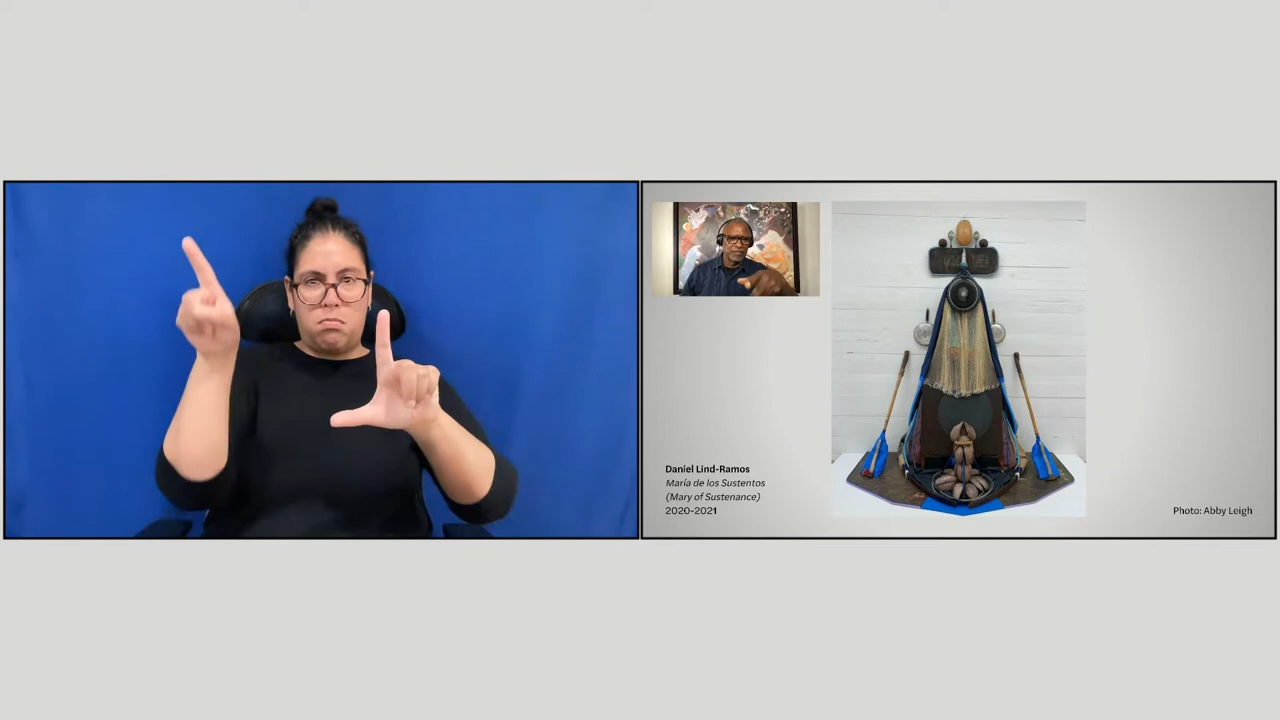 Daniel Lind-Ramos
María de los Sustentos
(Mary of Sustenance)
2020-2021
Photo: Abby Leigh